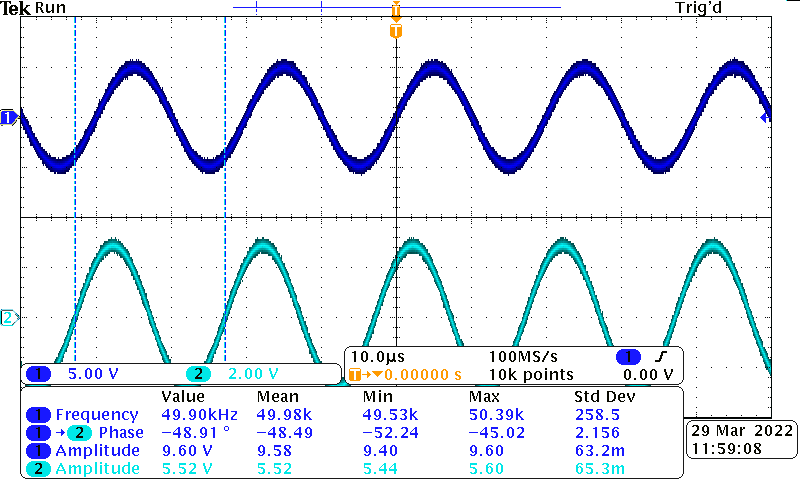 Tek Run Trig'd
T
T
1
2
1 5.00 V 2 2.00 V
10.0µs 100MS/s 1 ʃ
T→▼0.00000 s 10k points 0.00 V
Value Mean Min Max Std Dev
1 Frequency 49.90kHz 49.98k 49.53k 50.39k 258.5
1 → 2 Phase −48.91 ° −48.49 −52.24 −45.02 2.156
1 Amplitude 9.60 V 9.58 9.40 9.60 63.2m
2 Amplitude 5.52 V 5.52 5.44 5.60 65.3m
29 Mar 2022
11:59:08